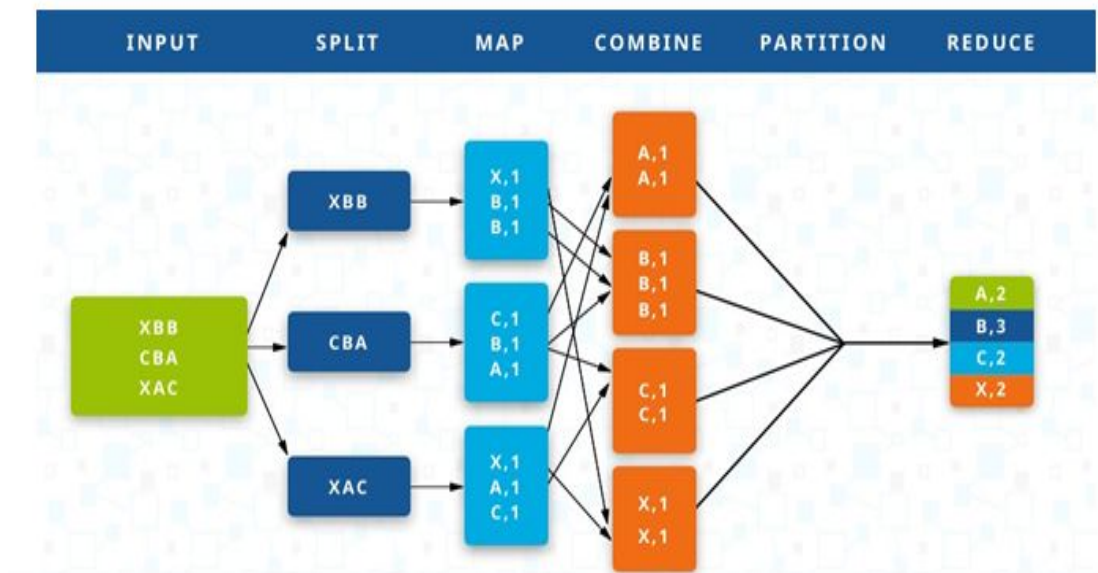 INPUT SPLIT MAP COMBINE PARTITION REDUCE
XBB
CBA
XAC
XBB
CBA
XAC
X,1
B,1
B,1
C,1
B,1
A,1
X,1
A,1
C,1
A,1
A,1
B,1
B,1
B,1
C,1
C,1
X,1
X,1
A,2
B,3
C,2
X,2